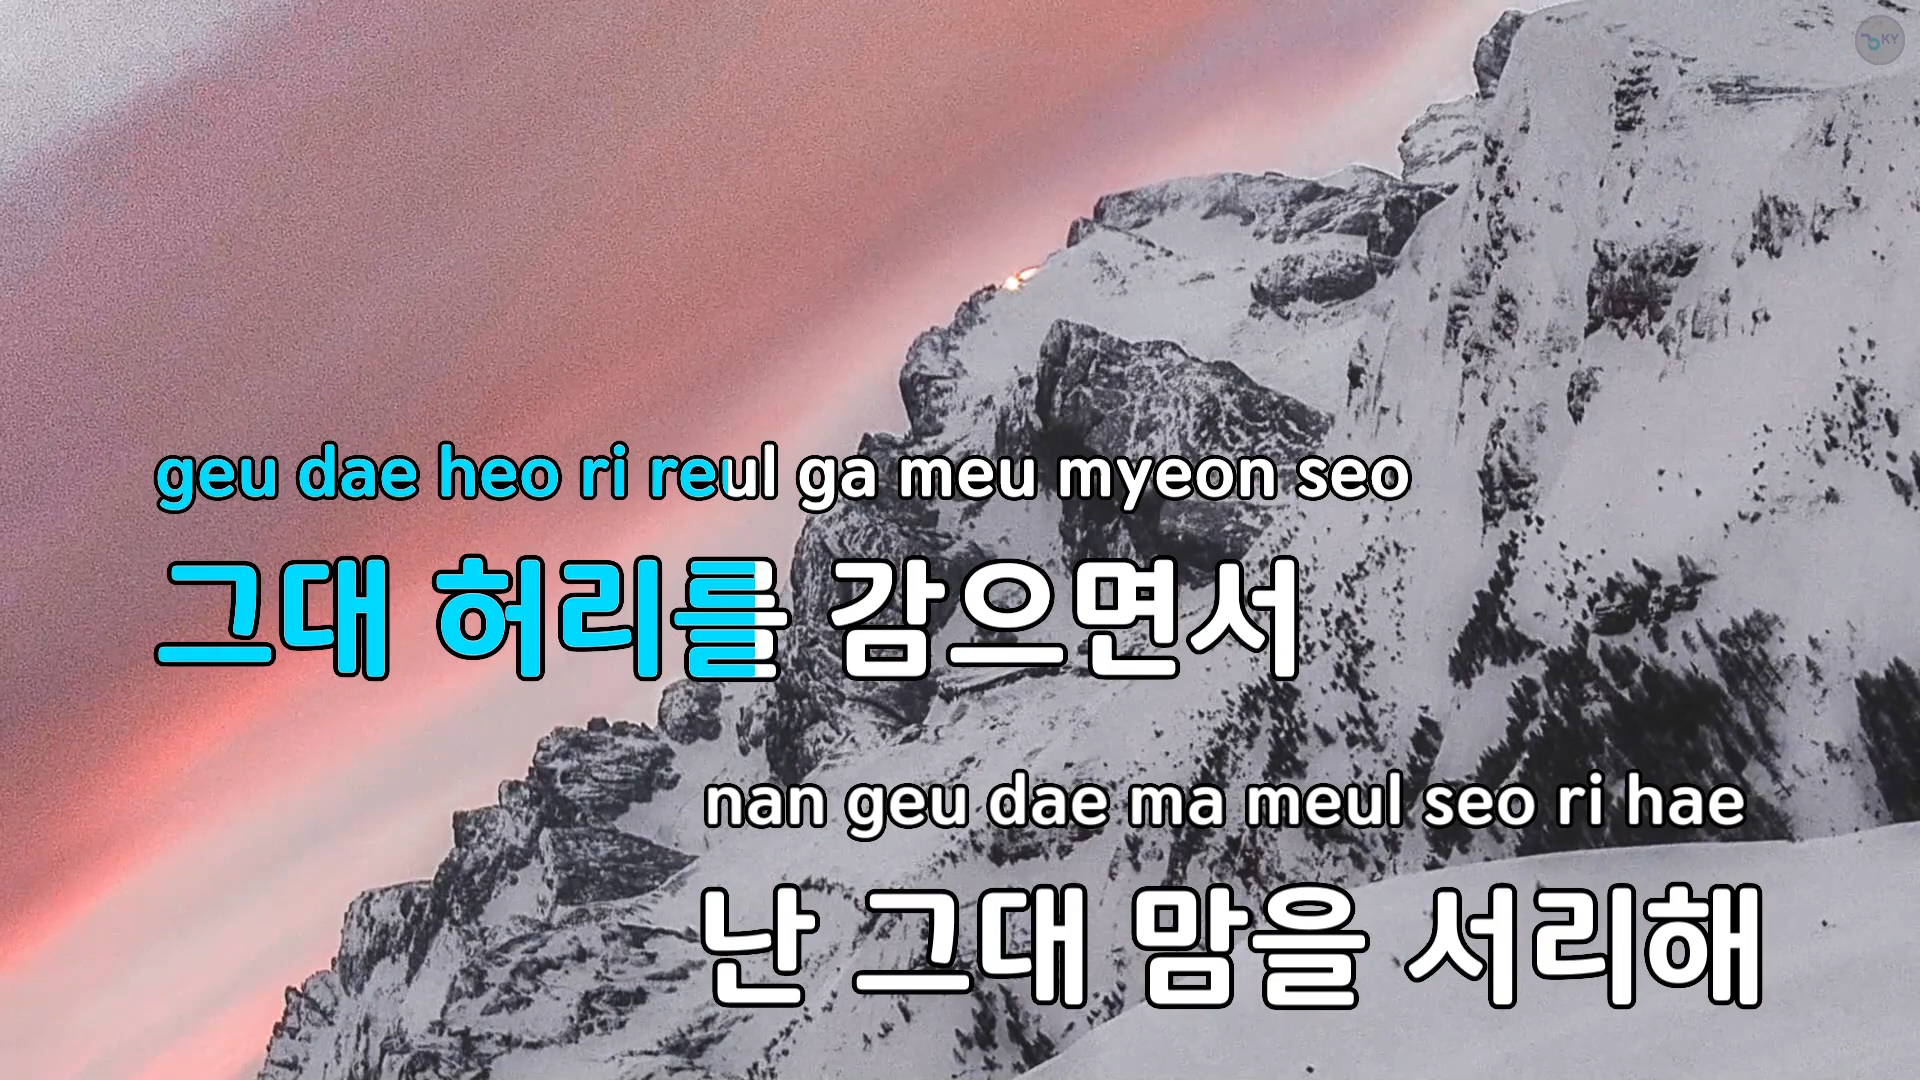 KY
geu dae heo ri reul ga meu myeon seo
그대 허리를 감으면서
nan geu dae ma meul seo ri hae
난 그대 맘을 서리해